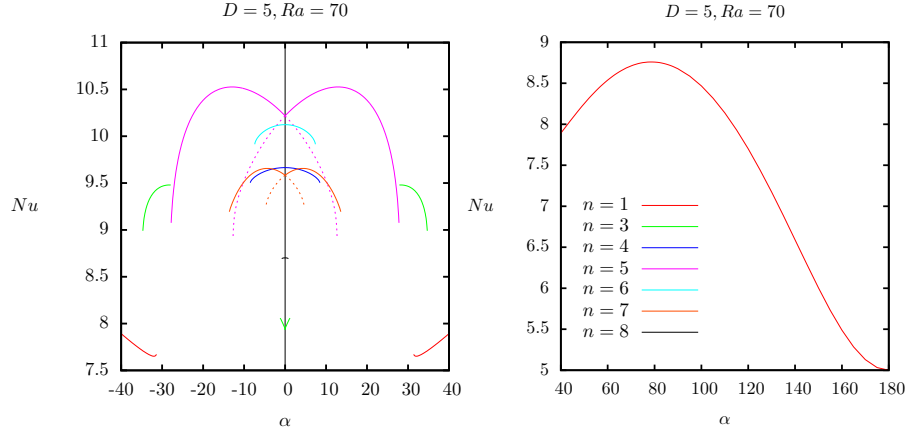 D = 5, Ra = 70
11
10.5
10
9.5
9
8.5
8
7.5
Nu
-40 -30 -20 -10 0 10 20 30 40
α
D = 5, Ra = 70
9
8.5
8
7.5
7
6.5
6
5.5
5
Nu
n = 1
n = 3
n = 4
n = 5
n = 6
n = 7
n = 8
40 60 80 100 120 140 160 180
α